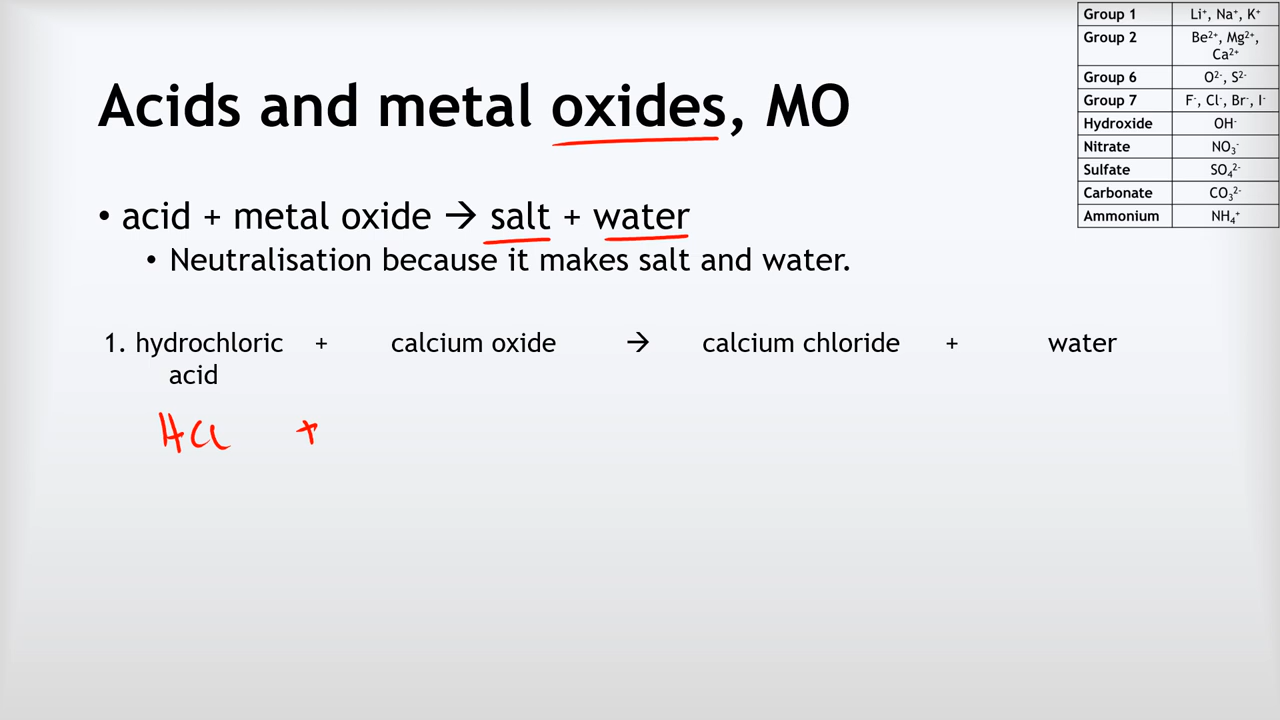 Acids and metal oxides, MO
• acid + metal oxide → salt + water
• Neutralisation because it makes salt and water.
1. hydrochloric acid + calcium oxide → calcium chloride + water
HCl +
Group 1 Li⁺, Na⁺, K⁺
Group 2 Be²⁺, Mg²⁺, Ca²⁺
Group 6 O²⁻, S²⁻
Group 7 F⁻, Cl⁻, Br⁻, I⁻
Hydroxide OH⁻
Nitrate NO₃⁻
Sulfate SO₄²⁻
Carbonate CO₃²⁻
Ammonium NH₄⁺